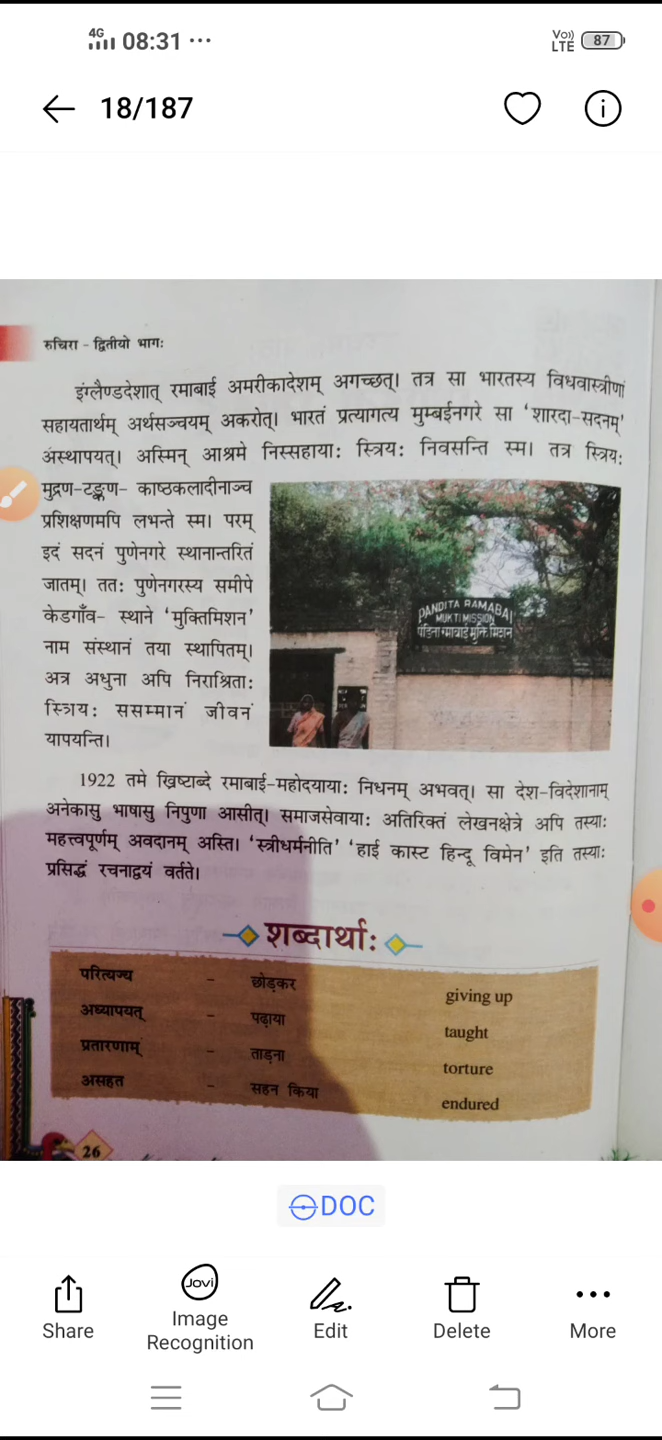 4G 08:31 ...
Vo)) LTE 87
18/187
रुचिरा - द्वितीयो भागः
इंग्लैण्डदेशात् रमाबाई अमरीकादेशम् अगच्छत्। तत्र सा भारतस्य विधवास्त्रीणां
सहायतार्थम् अर्थसञ्चयम् अकरोत्। भारतं प्रत्यागत्य मुम्बईनगरे सा 'शारदा-सदनम्'
अस्थापयत्। अस्मिन् आश्रमे निस्सहायाः स्त्रियः निवसन्ति स्म। तत्र स्त्रियः
मुद्रण-टङ्कण- काष्ठकलादीनाञ्च
प्रशिक्षणमपि लभन्ते स्म। परम्
इदं सदनं पुणेनगरे स्थानान्तरितं
जातम्। ततः पुणेनगरस्य समीपे
केडगाँव- स्थाने 'मुक्तिमिशन'
नाम संस्थानं तया स्थापितम्।
अत्र अधुना अपि निराश्रिताः
स्त्रियः ससम्मानं जीवनं
यापयन्ति।
PANDITA RAMABAI
MUKTI MISSION
पंडिता रमाबाई मुक्ति मिशन
1922 तमे ख्रिष्टाब्दे रमाबाई-महोदयायाः निधनम् अभवत्। सा देश-विदेशानाम्
अनेकासु भाषासु निपुणा आसीत्। समाजसेवायाः अतिरिक्तं लेखनक्षेत्रे अपि तस्याः
महत्त्वपूर्णम् अवदानम् अस्ति। 'स्त्रीधर्मनीति' 'हाई कास्ट हिन्दू विमेन' इति तस्याः
प्रसिद्धं रचनाद्वयं वर्तते।
शब्दार्थाः
परित्यज्य - छोड़कर giving up
अध्यापयत् - पढ़ाया taught
प्रतारणाम् - ताड़ना torture
असहत - सहन किया endured
26
DOC
Share
Jovi
Image Recognition
Edit
Delete
More